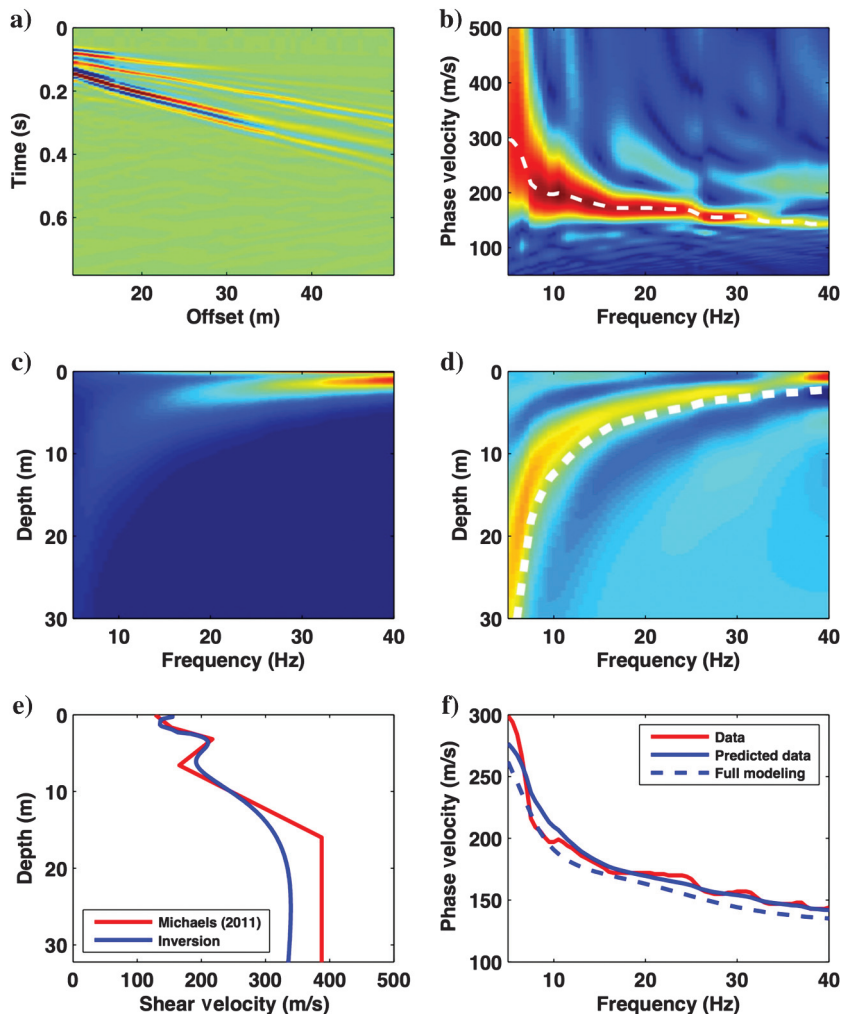 a)
0
0.2
0.4
0.6
Time (s)
20
30
40
Offset (m)
b)
500
400
300
200
100
Phase velocity (m/s)
10
20
30
40
Frequency (Hz)
c)
0
10
20
30
Depth (m)
10
20
30
40
Frequency (Hz)
d)
0
10
20
30
Depth (m)
10
20
30
40
Frequency (Hz)
e)
0
10
20
30
Depth (m)
Michaels (2011)
Inversion
0
100
200
300
400
500
Shear velocity (m/s)
f)
300
250
200
150
100
Phase velocity (m/s)
Data
Predicted data
Full modeling
10
20
30
40
Frequency (Hz)